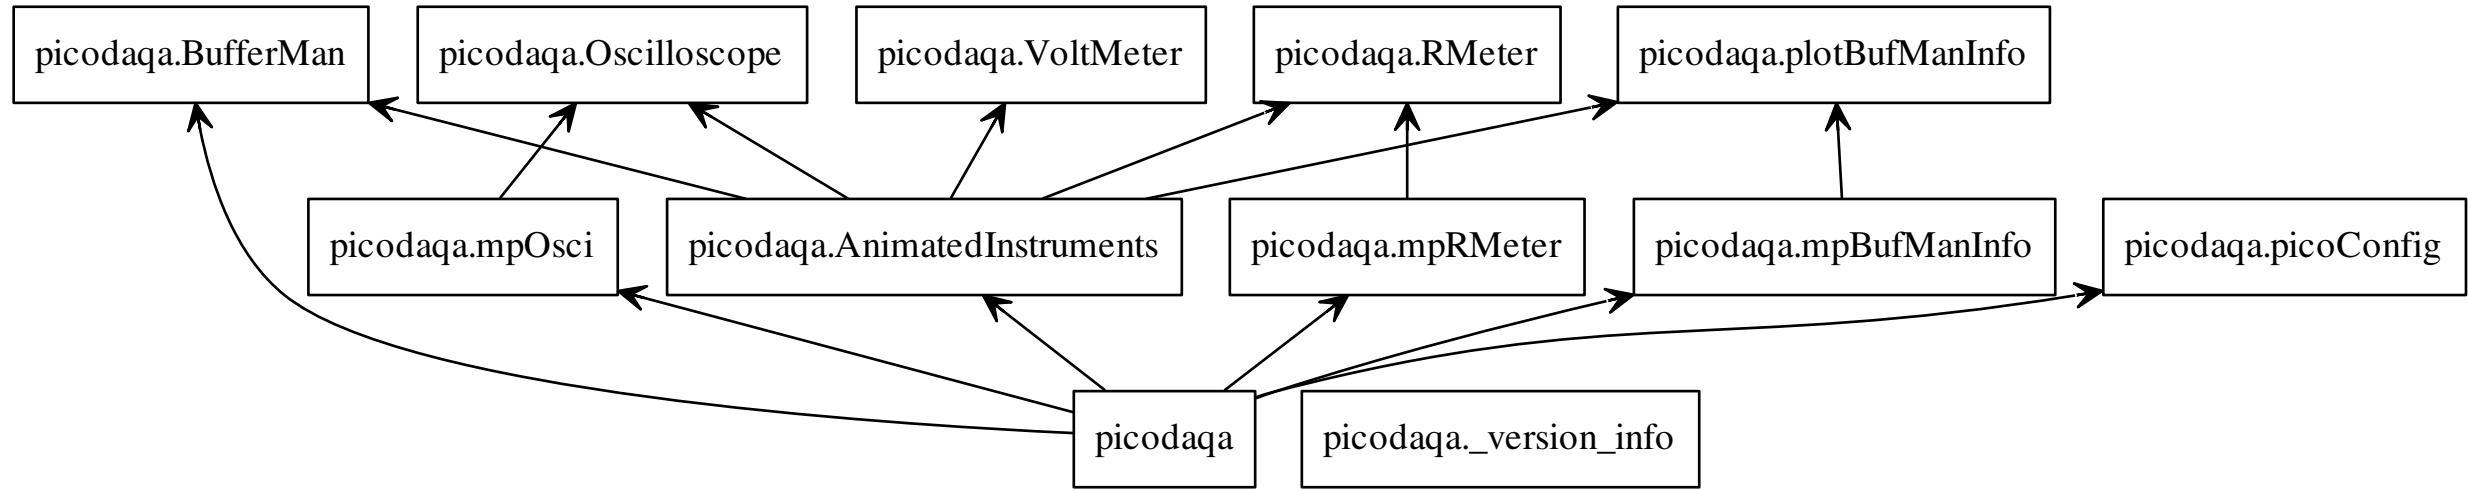 picodaqa.BufferMan
picodaqa.Oscilloscope
picodaqa.VoltMeter
picodaqa.RMeter
picodaqa.plotBufManInfo
picodaqa.mpOsci
picodaqa.AnimatedInstruments
picodaqa.mpRMeter
picodaqa.mpBufManInfo
picodaqa.picoConfig
picodaqa
picodaqa._version_info